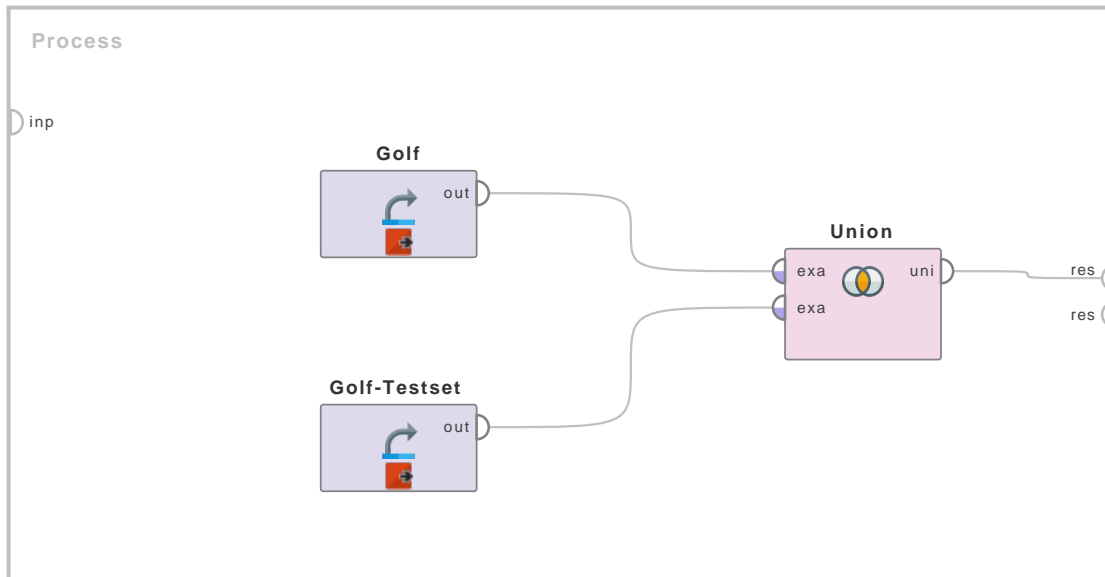 Process
inp
Golf
out
Union
exa
uni
res
exa
res
Golf-Testset
out